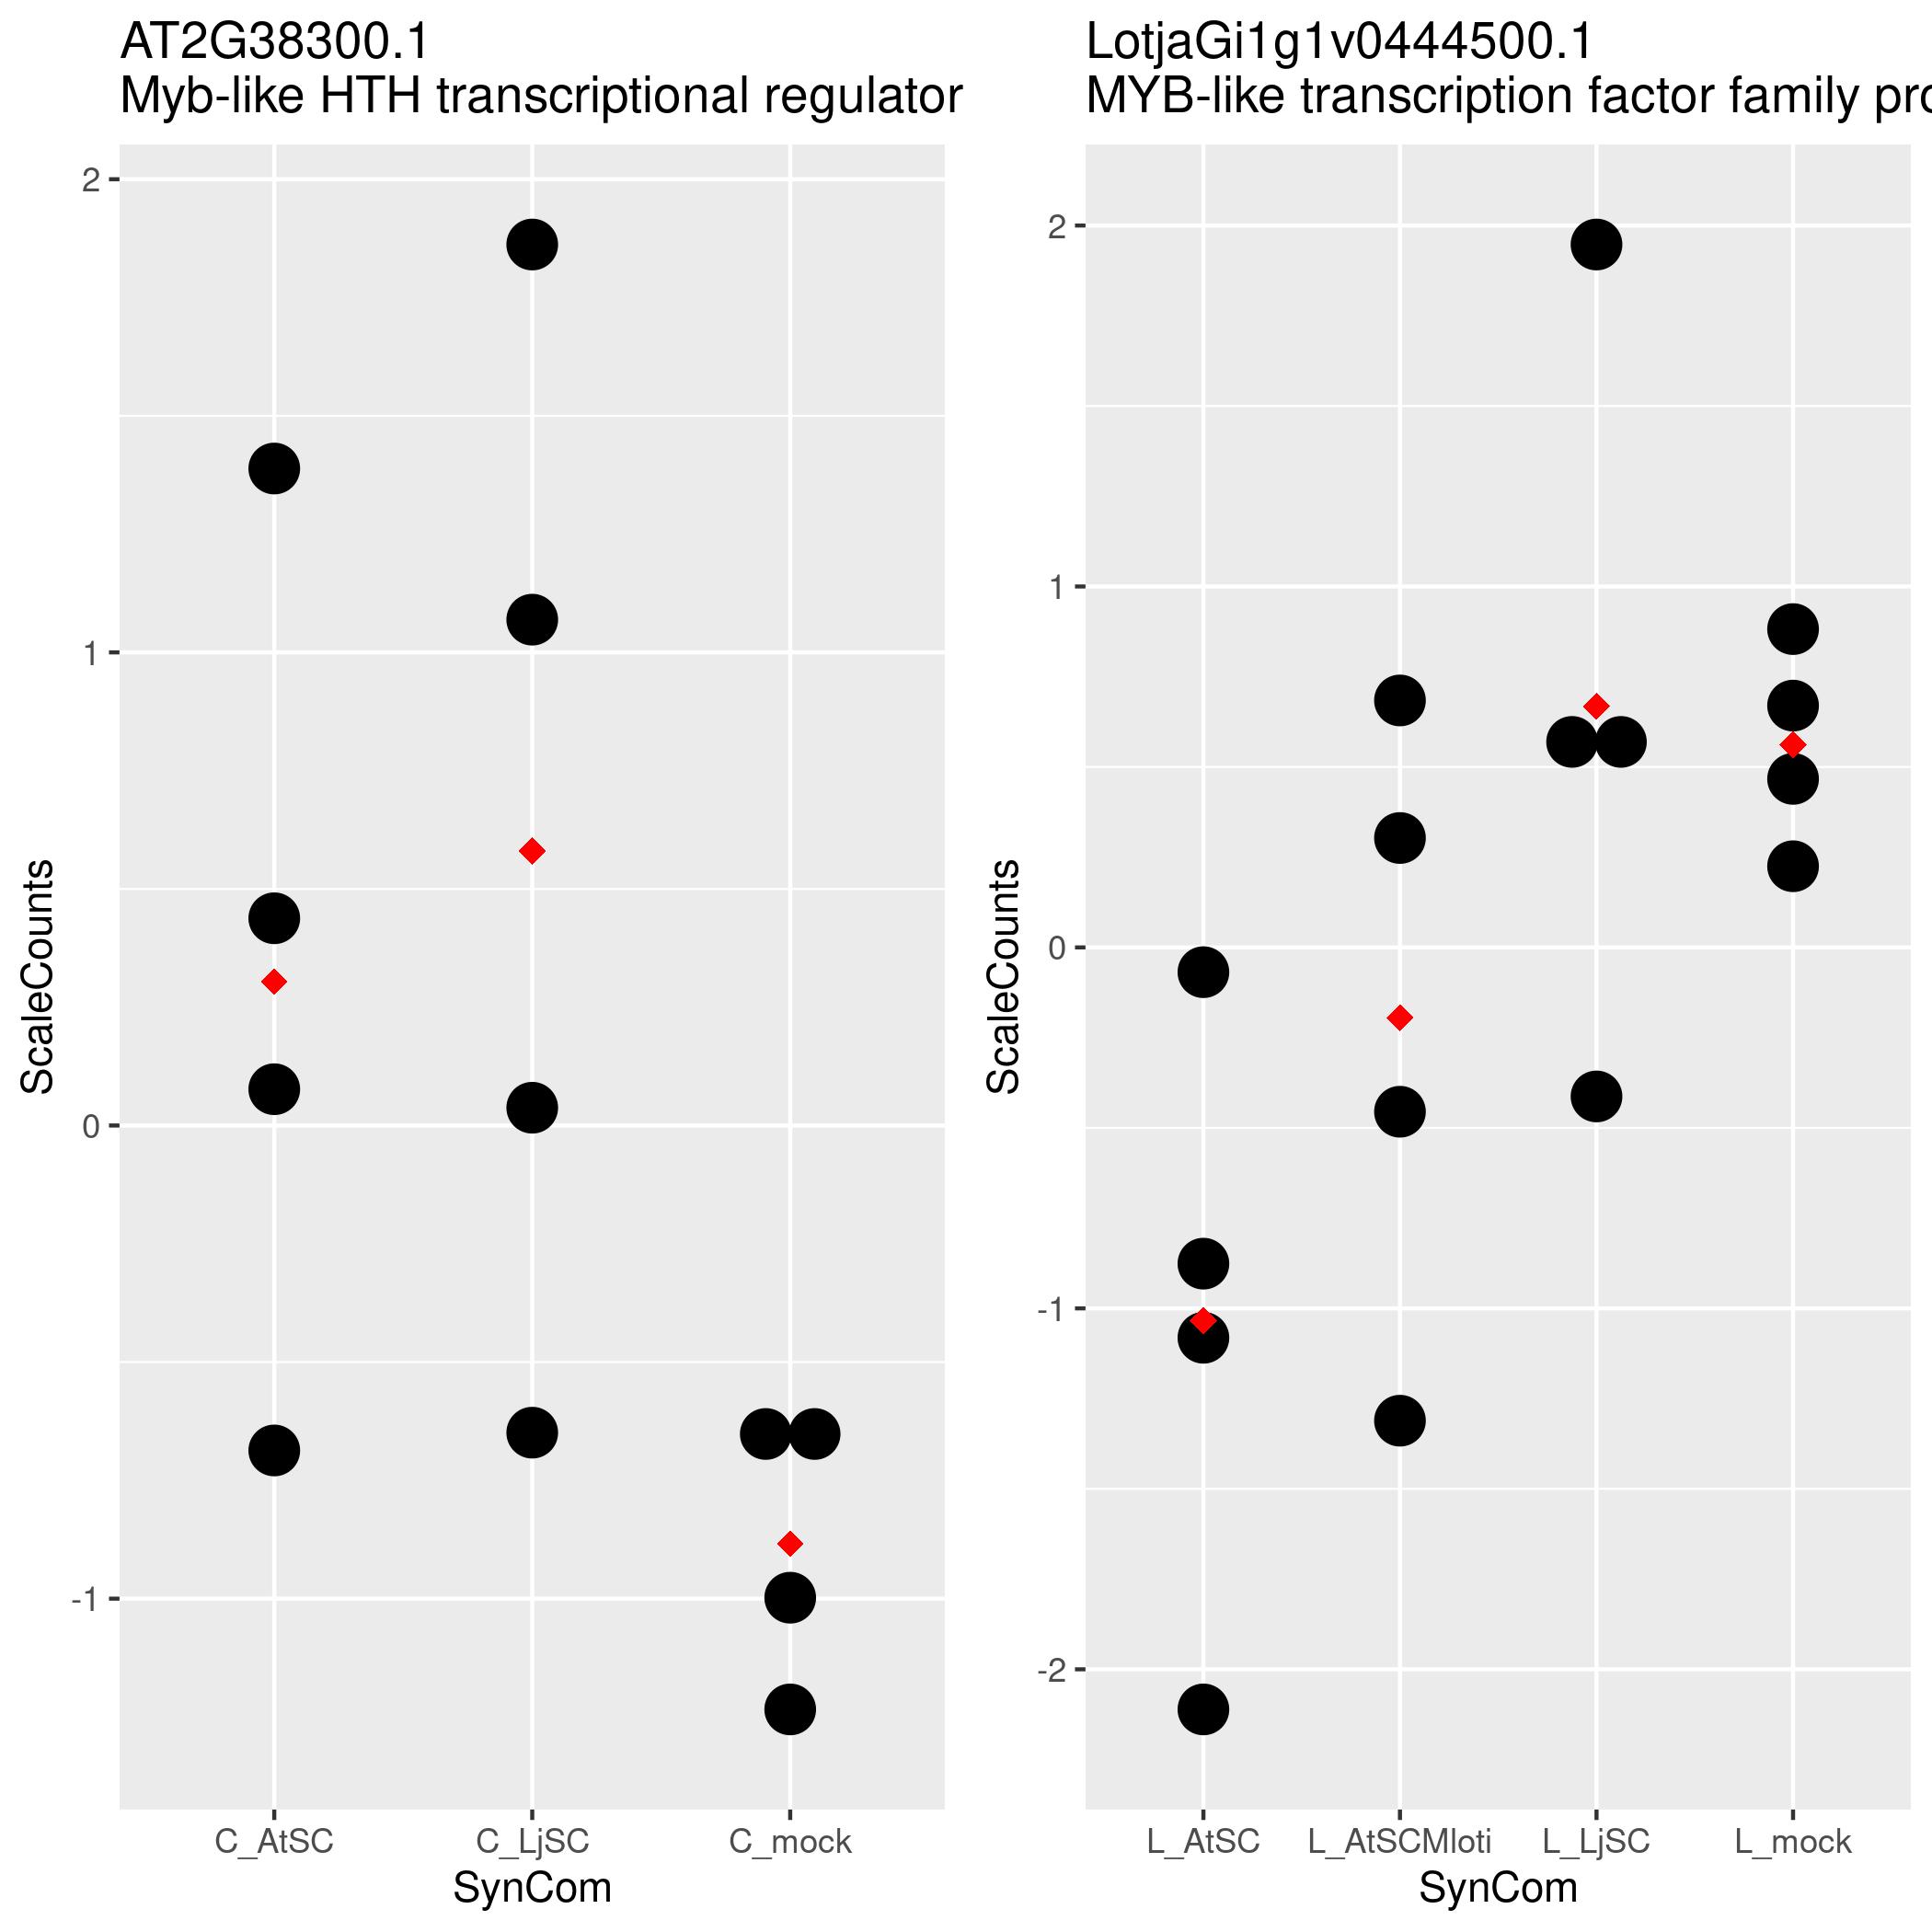 AT2G38300.1
Myb-like HTH transcriptional regulator
ScaleCounts
2
1
0
-1
C_AtSC C_LjSC C_mock
SynCom
LotjaGi1g1v0444500.1
MYB-like transcription factor family pro
ScaleCounts
2
1
0
-1
-2
L_AtSC L_AtSCMloti L_LjSC L_mock
SynCom